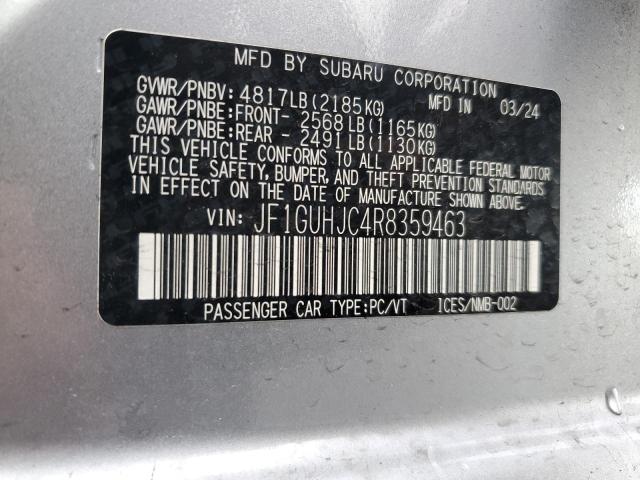 MFD BY SUBARU CORPORATION
GVWR/PNBV: 4817LB(2185KG) MFD IN 03/24
GAWR/PNBE:FRONT- 2568LB(1165KG)
GAWR/PNBE:REAR - 2491LB(1130KG)
THIS VEHICLE CONFORMS TO ALL APPLICABLE FEDERAL MOTOR
VEHICLE SAFETY, BUMPER, AND THEFT PREVENTION STANDARDS
IN EFFECT ON THE DATE OF MANUFACTURE SHOWN ABOVE.
VIN: JF1GUHJC4R8359463
PASSENGER CAR TYPE:PC/VT ICES/NMB-002